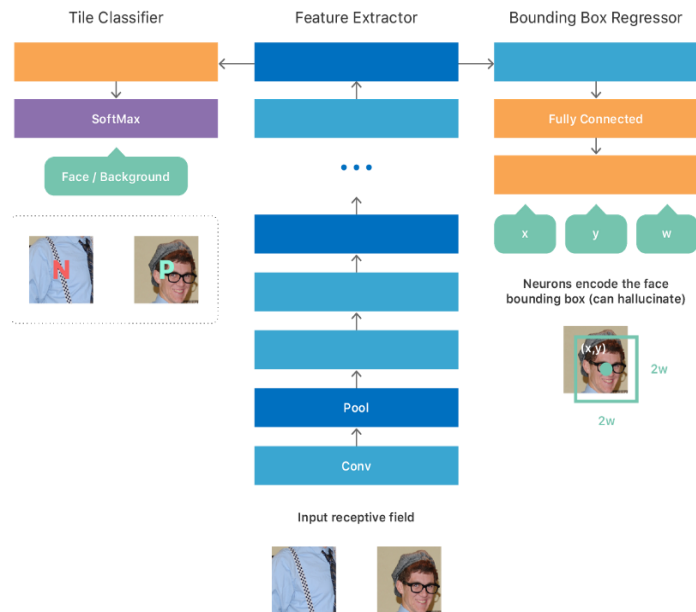 Tile Classifier
Feature Extractor
Bounding Box Regressor
SoftMax
Fully Connected
Face / Background
• • •
x
y
w
N
P
Neurons encode the face
bounding box (can hallucinate)
(x,y)
2w
2w
Pool
Conv
Input receptive field